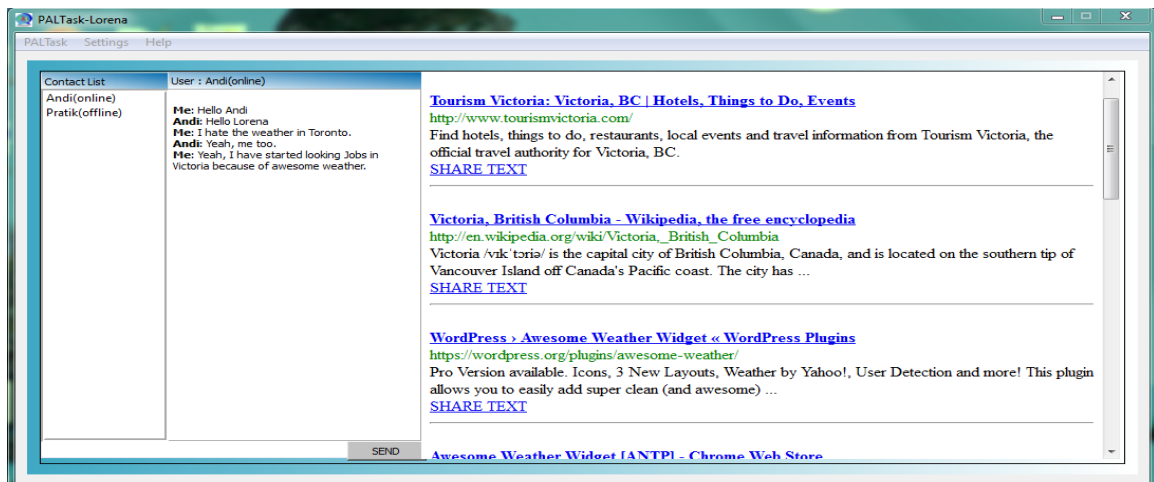 PALTask-Lorena
PALTask Settings Help
Contact List
Andi(online)
Pratik(offline)
User : Andi(online)
Me: Hello Andi
Andi: Hello Lorena
Me: I hate the weather in Toronto.
Andi: Yeah, me too.
Me: Yeah, I have started looking Jobs in
Victoria because of awesome weather.
SEND
Tourism Victoria: Victoria, BC | Hotels, Things to Do, Events
http://www.tourismvictoria.com/
Find hotels, things to do, restaurants, local events and travel information from Tourism Victoria, the
official travel authority for Victoria, BC.
SHARE TEXT
Victoria, British Columbia - Wikipedia, the free encyclopedia
http://en.wikipedia.org/wiki/Victoria,_British_Columbia
Victoria /vɪkˈtɔriə/ is the capital city of British Columbia, Canada, and is located on the southern tip of
Vancouver Island off Canada's Pacific coast. The city has ...
SHARE TEXT
WordPress › Awesome Weather Widget « WordPress Plugins
https://wordpress.org/plugins/awesome-weather/
Pro Version available. Icons, 3 New Layouts, Weather by Yahoo!, User Detection and more! This plugin
allows you to easily add super clean (and awesome) ...
SHARE TEXT
Awesome Weather Widget [ANTP] - Chrome Web Store